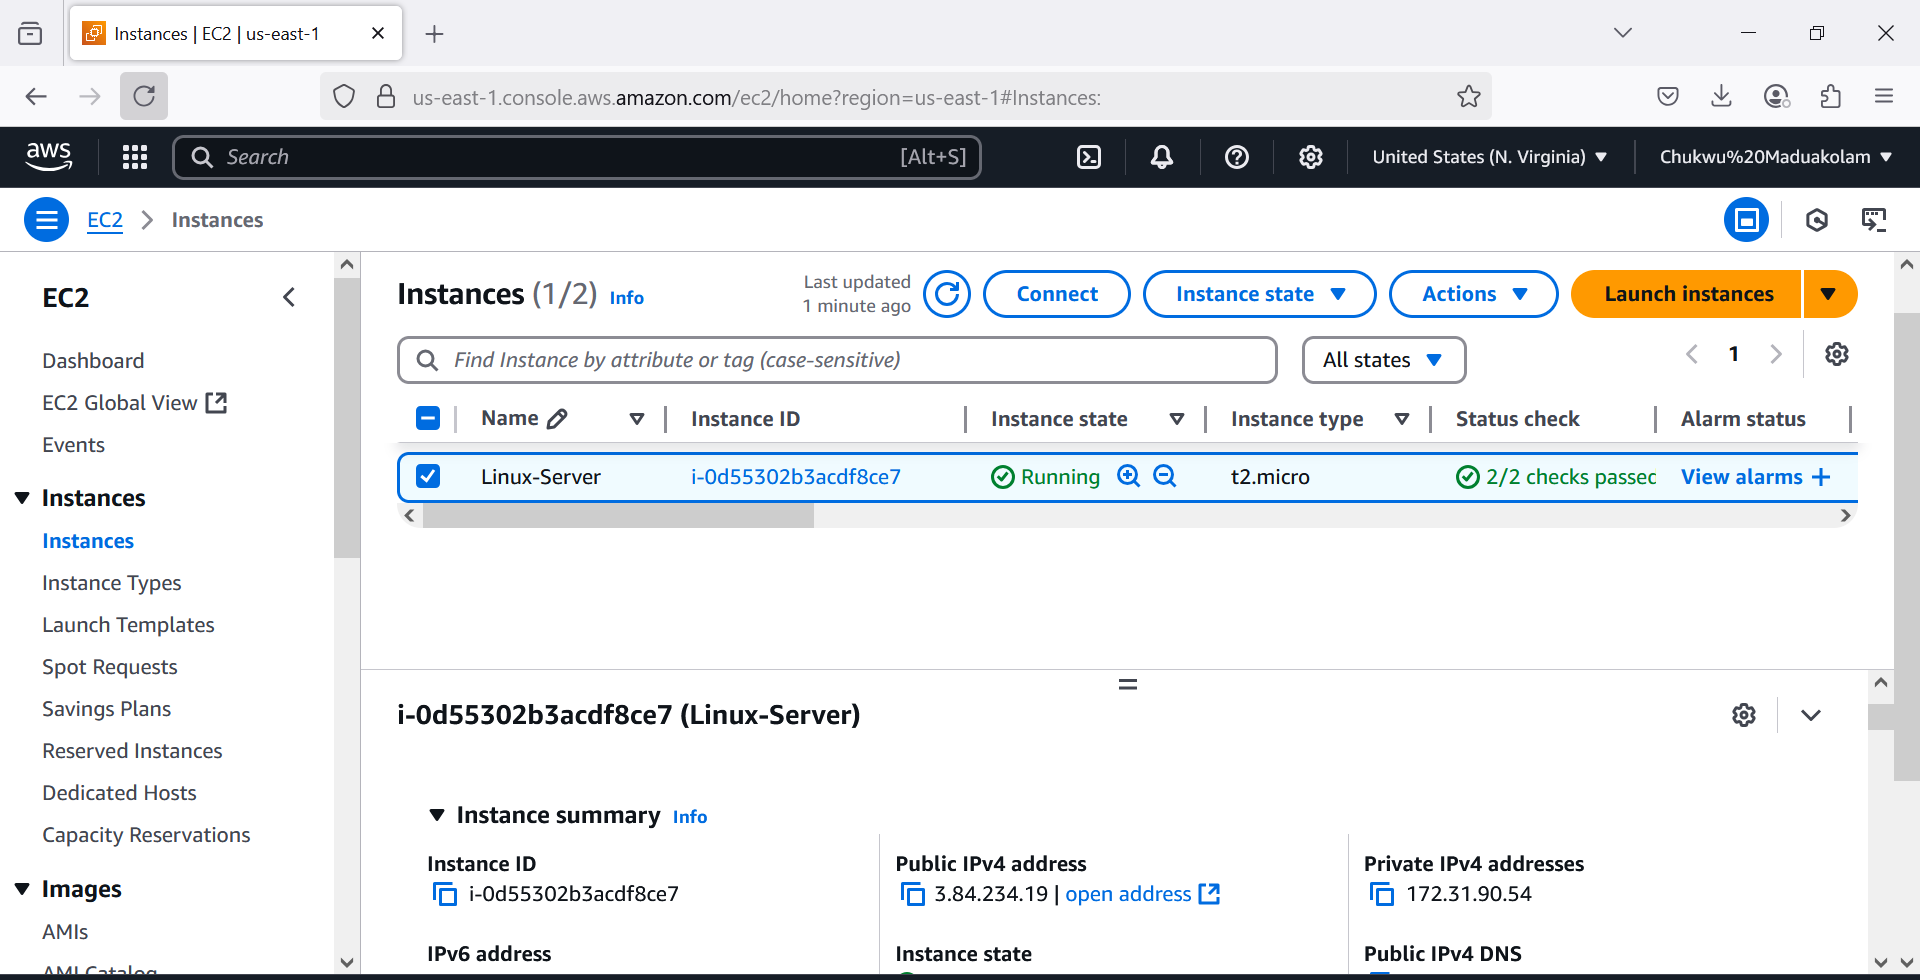 Instances | EC2 | us-east-1
us-east-1.console.aws.amazon.com/ec2/home?region=us-east-1#Instances:
aws
Search [Alt+S]
United States (N. Virginia)
Chukwu%20Maduakolam
EC2 Instances
EC2
Dashboard
EC2 Global View
Events
Instances
Instances
Instance Types
Launch Templates
Spot Requests
Savings Plans
Reserved Instances
Dedicated Hosts
Capacity Reservations
Images
AMIs
AMI Catalog
Instances (1/2) Info
Last updated
1 minute ago
Connect
Instance state
Actions
Launch instances
Find Instance by attribute or tag (case-sensitive)
All states
1
Name Instance ID Instance state Instance type Status check Alarm status
Linux-Server i-0d55302b3acdf8ce7 Running t2.micro 2/2 checks passec View alarms +
i-0d55302b3acdf8ce7 (Linux-Server)
Instance summary Info
Instance ID
i-0d55302b3acdf8ce7
Public IPv4 address
3.84.234.19 | open address
Private IPv4 addresses
172.31.90.54
IPv6 address
Instance state
Public IPv4 DNS